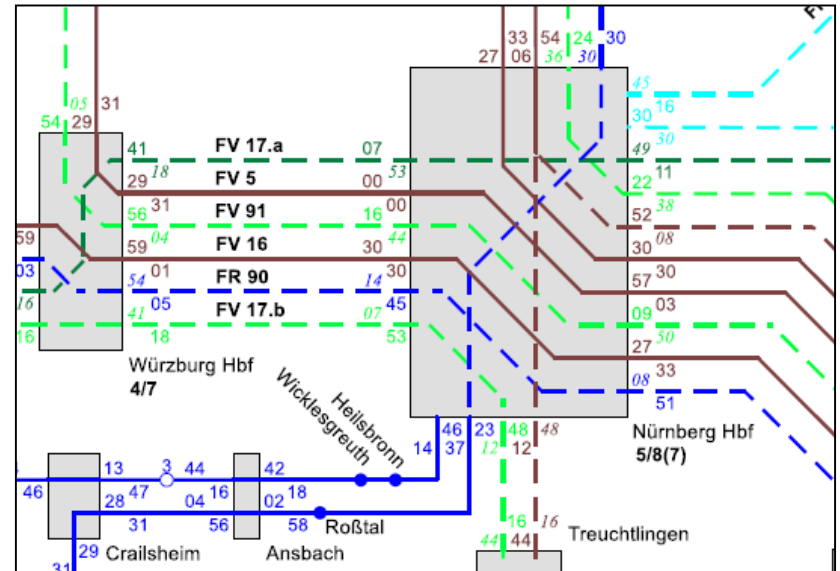 33 54 24 30
27 06 36 30
05 31
54 29
45
16
30
30
41 FV 17.a 07 49
18 53 11
29 FV 5 00 22
31 00 38
56 FV 91 16 52
04 44 08
59 59 FV 16 30 30
01 30 30
03 54 FR 90 14 57
05 45 03
16 41 FV 17.b 07 09
16 18 53 50
27
33
08
51
Würzburg Hbf
4/7
Nürnberg Hbf
5/8(7)
Heilsbronn
Wicklesgreuth
46 23 48 48
14 37 12 12
13 3 44 42
46 47 16 18
28 04 02
31 56 58
Roßtal
29
31
Crailsheim
Ansbach
16 16
44 44
Treuchtlingen